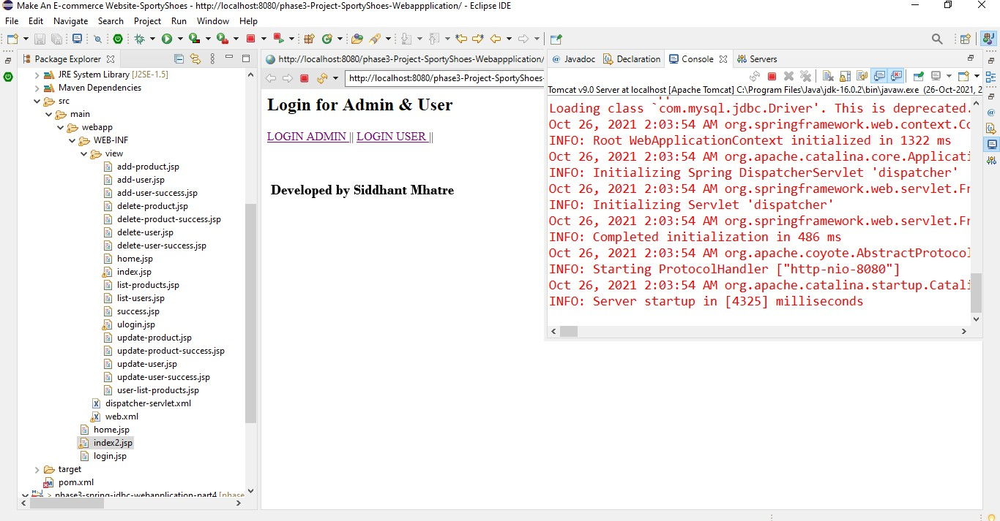 Make An E-commerce Website-SportyShoes - http://localhost:8080/phase3-Project-SportyShoes-Webappplication/ - Eclipse IDE
File Edit Navigate Search Project Run Window Help
Package Explorer
JRE System Library [J2SE-1.5]
Maven Dependencies
src
main
webapp
WEB-INF
view
add-product.jsp
add-user.jsp
add-user-success.jsp
delete-product.jsp
delete-product-success.jsp
delete-user.jsp
delete-user-success.jsp
home.jsp
index.jsp
list-products.jsp
list-users.jsp
success.jsp
ulogin.jsp
update-product.jsp
update-product-success.jsp
update-user.jsp
update-user-success.jsp
user-list-products.jsp
dispatcher-servlet.xml
web.xml
home.jsp
index2.jsp
login.jsp
target
pom.xml
phase3-spring-jdbc-webapplication-part4 [phase
http://localhost:8080/phase3-Project-SportyShoes-Webappplication/
http://localhost:8080/phase3-Project-SportyShoes-
Login for Admin & User
LOGIN ADMIN || LOGIN USER ||
Developed by Siddhant Mhatre
Javadoc Declaration Console Servers
Tomcat v9.0 Server at localhost [Apache Tomcat] C:\Program Files\Java\jdk-16.0.2\bin\javaw.exe (26-Oct-2021, 2
Loading class `com.mysql.jdbc.Driver'. This is deprecated.
Oct 26, 2021 2:03:54 AM org.springframework.web.context.Co
INFO: Root WebApplicationContext initialized in 1322 ms
Oct 26, 2021 2:03:54 AM org.apache.catalina.core.Applicati
INFO: Initializing Spring DispatcherServlet 'dispatcher'
Oct 26, 2021 2:03:54 AM org.springframework.web.servlet.Fr
INFO: Initializing Servlet 'dispatcher'
Oct 26, 2021 2:03:54 AM org.springframework.web.servlet.Fr
INFO: Completed initialization in 486 ms
Oct 26, 2021 2:03:54 AM org.apache.coyote.AbstractProtocol
INFO: Starting ProtocolHandler ["http-nio-8080"]
Oct 26, 2021 2:03:54 AM org.apache.catalina.startup.Catali
INFO: Server startup in [4325] milliseconds